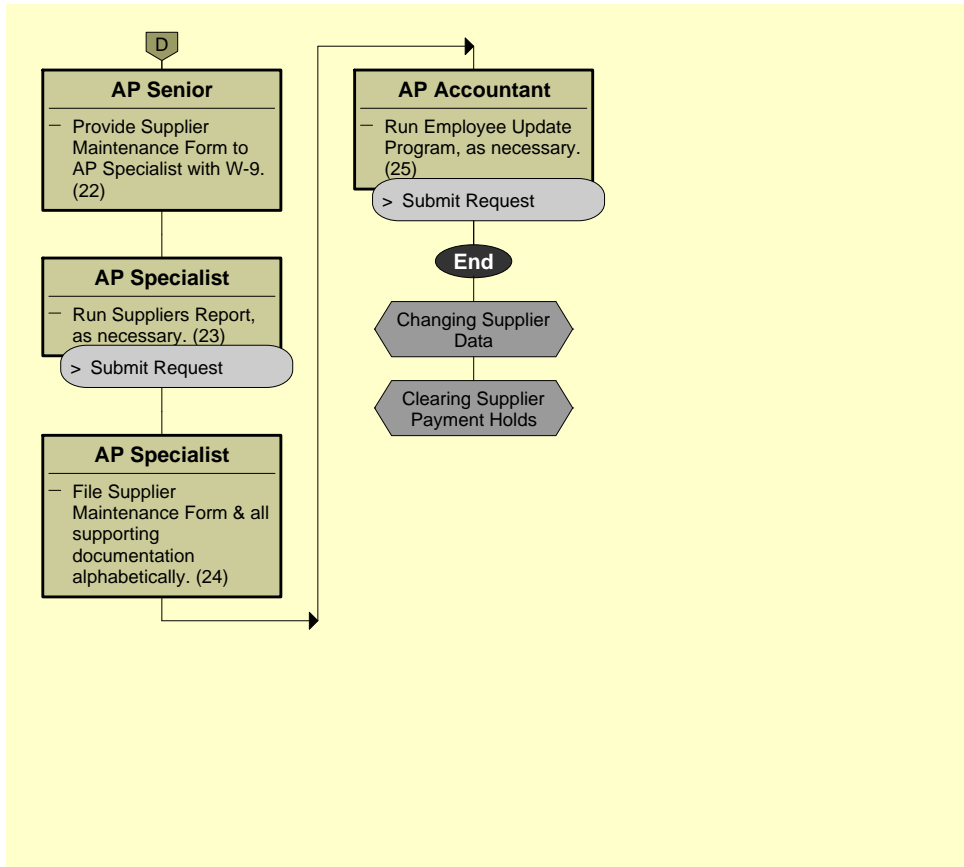 D
AP Senior
— Provide Supplier
Maintenance Form to
AP Specialist with W-9.
(22)
AP Specialist
— Run Suppliers Report,
as necessary. (23)
> Submit Request
AP Specialist
— File Supplier
Maintenance Form & all
supporting
documentation
alphabetically. (24)
AP Accountant
— Run Employee Update
Program, as necessary.
(25)
> Submit Request
End
Changing Supplier
Data
Clearing Supplier
Payment Holds